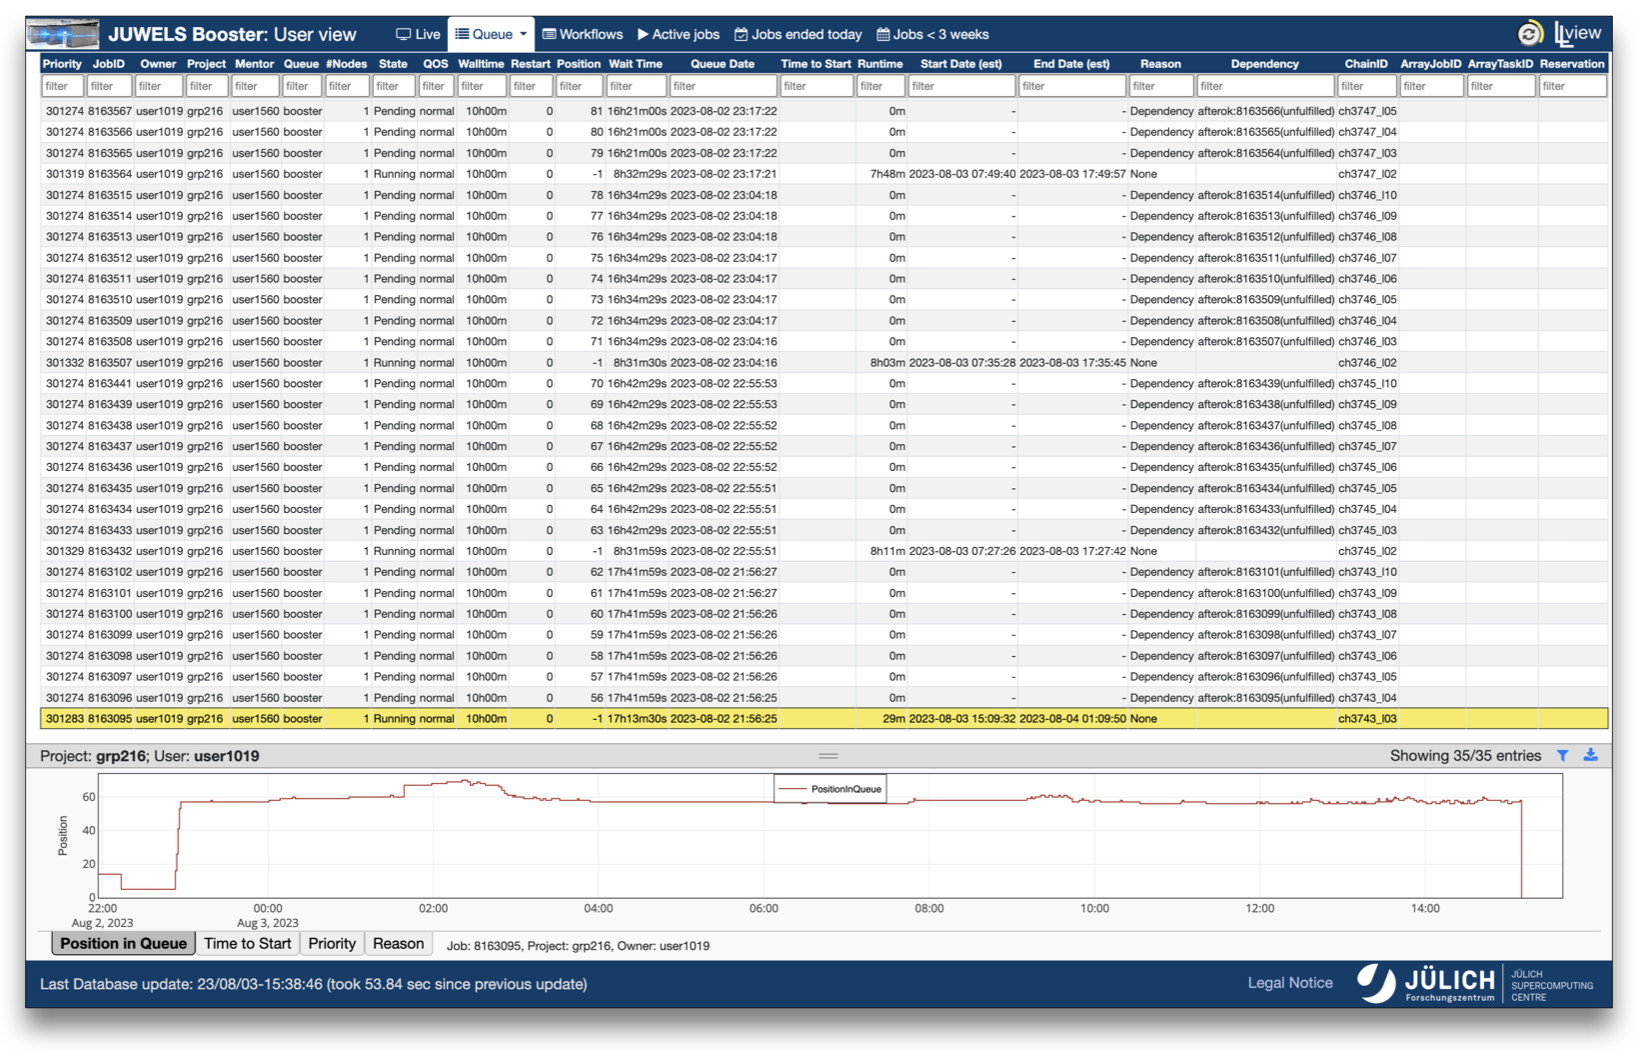 JUWELS Booster: User view Live Queue Workflows Active jobs Jobs ended today Jobs < 3 weeks LLview
Priority JobID Owner Project Mentor Queue #Nodes State QOS Walltime Restart Position Wait Time Queue Date Time to Start Runtime Start Date (est) End Date (est) Reason Dependency ChainID ArrayJobID ArrayTaskID Reservation
filter filter filter filter filter filter filter filter filter filter filter filter filter filter filter filter filter filter filter filter filter filter filter filter
301274 8163567 user1019 grp216 user1560 booster 1 Pending normal 10h00m 0 81 16h21m00s 2023-08-02 23:17:22 0m - - Dependency afterok:8163566(unfulfilled) ch3747_l05
301274 8163566 user1019 grp216 user1560 booster 1 Pending normal 10h00m 0 80 16h21m00s 2023-08-02 23:17:22 0m - - Dependency afterok:8163565(unfulfilled) ch3747_l04
301274 8163565 user1019 grp216 user1560 booster 1 Pending normal 10h00m 0 79 16h21m00s 2023-08-02 23:17:22 0m - - Dependency afterok:8163564(unfulfilled) ch3747_l03
301319 8163564 user1019 grp216 user1560 booster 1 Running normal 10h00m 0 -1 8h32m29s 2023-08-02 23:17:21 7h48m 2023-08-03 07:49:40 2023-08-03 17:49:57 None ch3747_l02
301274 8163515 user1019 grp216 user1560 booster 1 Pending normal 10h00m 0 78 16h34m29s 2023-08-02 23:04:18 0m - - Dependency afterok:8163514(unfulfilled) ch3746_l10
301274 8163514 user1019 grp216 user1560 booster 1 Pending normal 10h00m 0 77 16h34m29s 2023-08-02 23:04:18 0m - - Dependency afterok:8163513(unfulfilled) ch3746_l09
301274 8163513 user1019 grp216 user1560 booster 1 Pending normal 10h00m 0 76 16h34m29s 2023-08-02 23:04:18 0m - - Dependency afterok:8163512(unfulfilled) ch3746_l08
301274 8163512 user1019 grp216 user1560 booster 1 Pending normal 10h00m 0 75 16h34m29s 2023-08-02 23:04:17 0m - - Dependency afterok:8163511(unfulfilled) ch3746_l07
301274 8163511 user1019 grp216 user1560 booster 1 Pending normal 10h00m 0 74 16h34m29s 2023-08-02 23:04:17 0m - - Dependency afterok:8163510(unfulfilled) ch3746_l06
301274 8163510 user1019 grp216 user1560 booster 1 Pending normal 10h00m 0 73 16h34m29s 2023-08-02 23:04:17 0m - - Dependency afterok:8163509(unfulfilled) ch3746_l05
301274 8163509 user1019 grp216 user1560 booster 1 Pending normal 10h00m 0 72 16h34m29s 2023-08-02 23:04:17 0m - - Dependency afterok:8163508(unfulfilled) ch3746_l04
301274 8163508 user1019 grp216 user1560 booster 1 Pending normal 10h00m 0 71 16h34m29s 2023-08-02 23:04:16 0m - - Dependency afterok:8163507(unfulfilled) ch3746_l03
301332 8163507 user1019 grp216 user1560 booster 1 Running normal 10h00m 0 -1 8h31m30s 2023-08-02 23:04:16 8h03m 2023-08-03 07:35:28 2023-08-03 17:35:45 None ch3746_l02
301274 8163441 user1019 grp216 user1560 booster 1 Pending normal 10h00m 0 70 16h42m29s 2023-08-02 22:55:53 0m - - Dependency afterok:8163439(unfulfilled) ch3745_l10
301274 8163439 user1019 grp216 user1560 booster 1 Pending normal 10h00m 0 69 16h42m29s 2023-08-02 22:55:53 0m - - Dependency afterok:8163438(unfulfilled) ch3745_l09
301274 8163438 user1019 grp216 user1560 booster 1 Pending normal 10h00m 0 68 16h42m29s 2023-08-02 22:55:52 0m - - Dependency afterok:8163437(unfulfilled) ch3745_l08
301274 8163437 user1019 grp216 user1560 booster 1 Pending normal 10h00m 0 67 16h42m29s 2023-08-02 22:55:52 0m - - Dependency afterok:8163436(unfulfilled) ch3745_l07
301274 8163436 user1019 grp216 user1560 booster 1 Pending normal 10h00m 0 66 16h42m29s 2023-08-02 22:55:52 0m - - Dependency afterok:8163435(unfulfilled) ch3745_l06
301274 8163435 user1019 grp216 user1560 booster 1 Pending normal 10h00m 0 65 16h42m29s 2023-08-02 22:55:51 0m - - Dependency afterok:8163434(unfulfilled) ch3745_l05
301274 8163434 user1019 grp216 user1560 booster 1 Pending normal 10h00m 0 64 16h42m29s 2023-08-02 22:55:51 0m - - Dependency afterok:8163433(unfulfilled) ch3745_l04
301274 8163433 user1019 grp216 user1560 booster 1 Pending normal 10h00m 0 63 16h42m29s 2023-08-02 22:55:51 0m - - Dependency afterok:8163432(unfulfilled) ch3745_l03
301329 8163432 user1019 grp216 user1560 booster 1 Running normal 10h00m 0 -1 8h31m59s 2023-08-02 22:55:51 8h11m 2023-08-03 07:27:26 2023-08-03 17:27:42 None ch3745_l02
301274 8163102 user1019 grp216 user1560 booster 1 Pending normal 10h00m 0 62 17h41m59s 2023-08-02 21:56:27 0m - - Dependency afterok:8163101(unfulfilled) ch3743_l10
301274 8163101 user1019 grp216 user1560 booster 1 Pending normal 10h00m 0 61 17h41m59s 2023-08-02 21:56:27 0m - - Dependency afterok:8163100(unfulfilled) ch3743_l09
301274 8163100 user1019 grp216 user1560 booster 1 Pending normal 10h00m 0 60 17h41m59s 2023-08-02 21:56:26 0m - - Dependency afterok:8163099(unfulfilled) ch3743_l08
301274 8163099 user1019 grp216 user1560 booster 1 Pending normal 10h00m 0 59 17h41m59s 2023-08-02 21:56:26 0m - - Dependency afterok:8163098(unfulfilled) ch3743_l07
301274 8163098 user1019 grp216 user1560 booster 1 Pending normal 10h00m 0 58 17h41m59s 2023-08-02 21:56:26 0m - - Dependency afterok:8163097(unfulfilled) ch3743_l06
301274 8163097 user1019 grp216 user1560 booster 1 Pending normal 10h00m 0 57 17h41m59s 2023-08-02 21:56:26 0m - - Dependency afterok:8163096(unfulfilled) ch3743_l05
301274 8163096 user1019 grp216 user1560 booster 1 Pending normal 10h00m 0 56 17h41m59s 2023-08-02 21:56:25 0m - - Dependency afterok:8163095(unfulfilled) ch3743_l04
301283 8163095 user1019 grp216 user1560 booster 1 Running normal 10h00m 0 -1 17h13m30s 2023-08-02 21:56:25 29m 2023-08-03 15:09:32 2023-08-04 01:09:50 None ch3743_l03
Project: grp216; User: user1019 Showing 35/35 entries
PositionInQueue
Position
60
40
20
0
22:00 00:00 02:00 04:00 06:00 08:00 10:00 12:00 14:00
Aug 2, 2023 Aug 3, 2023
Position in Queue Time to Start Priority Reason Job: 8163095, Project: grp216, Owner: user1019
Last Database update: 23/08/03-15:38:46 (took 53.84 sec since previous update) Legal Notice
JÜLICH
Forschungszentrum
JÜLICH
SUPERCOMPUTING
CENTRE